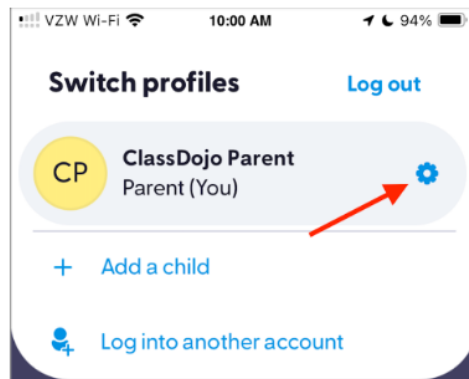 VZW Wi-Fi 10:00 AM 94%
Switch profiles Log out
CP
ClassDojo Parent
Parent (You)
+ Add a child
Log into another account